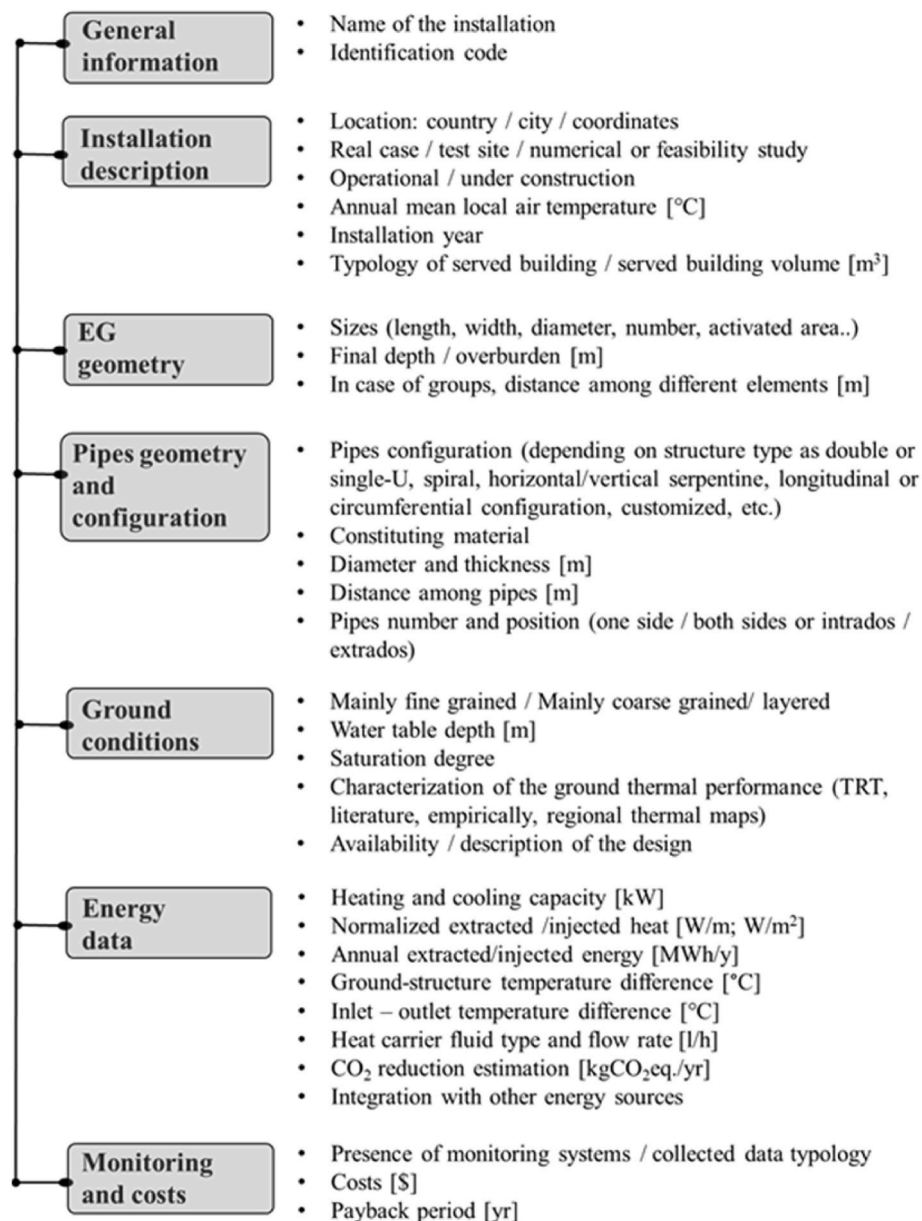 General
information
• Name of the installation
• Identification code
Installation
description
• Location: country / city / coordinates
• Real case / test site / numerical or feasibility study
• Operational / under construction
• Annual mean local air temperature [°C]
• Installation year
• Typology of served building / served building volume [m³]
EG
geometry
• Sizes (length, width, diameter, number, activated area..)
• Final depth / overburden [m]
• In case of groups, distance among different elements [m]
Pipes geometry
and
configuration
• Pipes configuration (depending on structure type as double or
single-U, spiral, horizontal/vertical serpentine, longitudinal or
circumferential configuration, customized, etc.)
• Constituting material
• Diameter and thickness [m]
• Distance among pipes [m]
• Pipes number and position (one side / both sides or intrados /
extrados)
Ground
conditions
• Mainly fine grained / Mainly coarse grained/ layered
• Water table depth [m]
• Saturation degree
• Characterization of the ground thermal performance (TRT,
literature, empirically, regional thermal maps)
• Availability / description of the design
Energy
data
• Heating and cooling capacity [kW]
• Normalized extracted /injected heat [W/m; W/m²]
• Annual extracted/injected energy [MWh/y]
• Ground-structure temperature difference [°C]
• Inlet – outlet temperature difference [°C]
• Heat carrier fluid type and flow rate [l/h]
• CO₂ reduction estimation [kgCO₂eq./yr]
• Integration with other energy sources
Monitoring
and costs
• Presence of monitoring systems / collected data typology
• Costs [$]
• Payback period [yr]